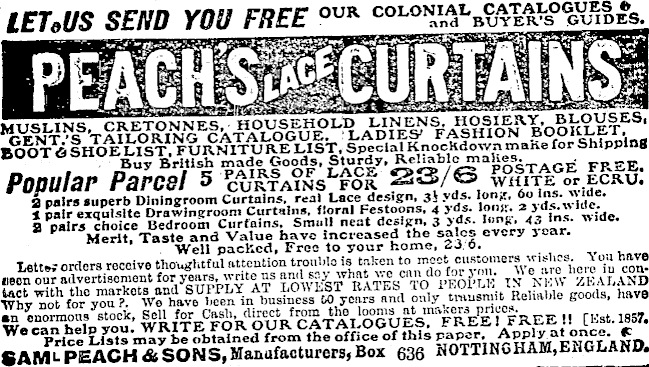 LET US SEND YOU FREE OUR COLONIAL CATALOGUES & and BUYER'S GUIDES.
PEACH'S LACE CURTAINS
MUSLINS, CRETONNES, HOUSEHOLD LINENS, HOSIERY, BLOUSES,
GENT.'S TAILORING CATALOGUE, LADIES' FASHION BOOKLET,
BOOT & SHOE LIST, FURNITURE LIST, Special Knockdown make for Shipping
Buy British made Goods, Sturdy, Reliable makes.
Popular Parcel 5 PAIRS OF LACE CURTAINS FOR 23/6 POSTAGE FREE. WHITE or ECRU.
2 pairs superb Diningroom Curtains, real Lace design, 3½ yds. long, 60 ins. wide.
1 pair exquisite Drawingroom Curtains, floral Festoons, 4 yds. long, 2 yds. wide.
2 pairs choice Bedroom Curtains, Small neat design, 3 yds. long, 43 ins. wide.
Merit, Taste and Value have increased the sales every year.
Well packed, Free to your home, 23/6.
Letter orders receive thoughtful attention trouble is taken to meet customers wishes. You have
seen our advertisement for years, write us and say what we can do for you. We are here in con-
tact with the markets and SUPPLY AT LOWEST RATES TO PEOPLE IN NEW ZEALAND
Why not for you?. We have been in business 60 years and only transmit Reliable goods, have
an enormous stock, Sell for Cash, direct from the looms at makers prices.
We can help you. WRITE FOR OUR CATALOGUES, FREE! FREE!! [Est. 1857.
Price Lists may be obtained from the office of this paper, Apply at once.
SAML PEACH & SONS, Manufacturers, Box 636 NOTTINGHAM, ENGLAND.